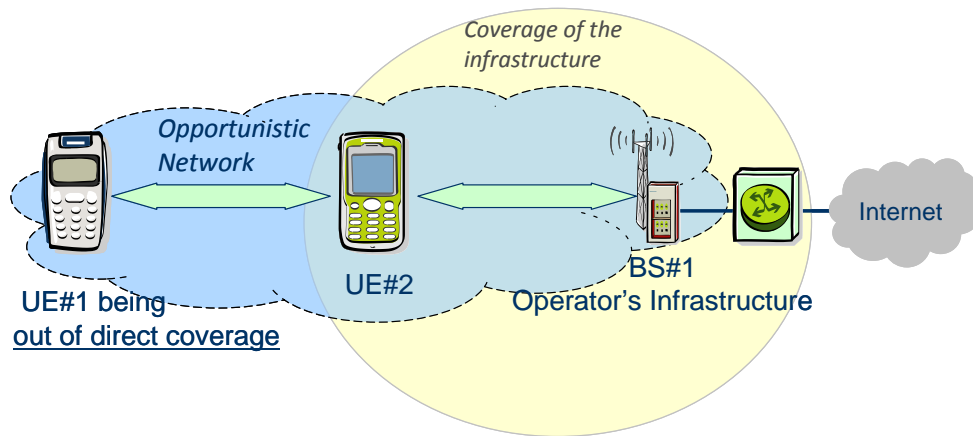 Coverage of the
infrastructure
Opportunistic
Network
UE#1 being
out of direct coverage
UE#2
BS#1
Operator's Infrastructure
Internet